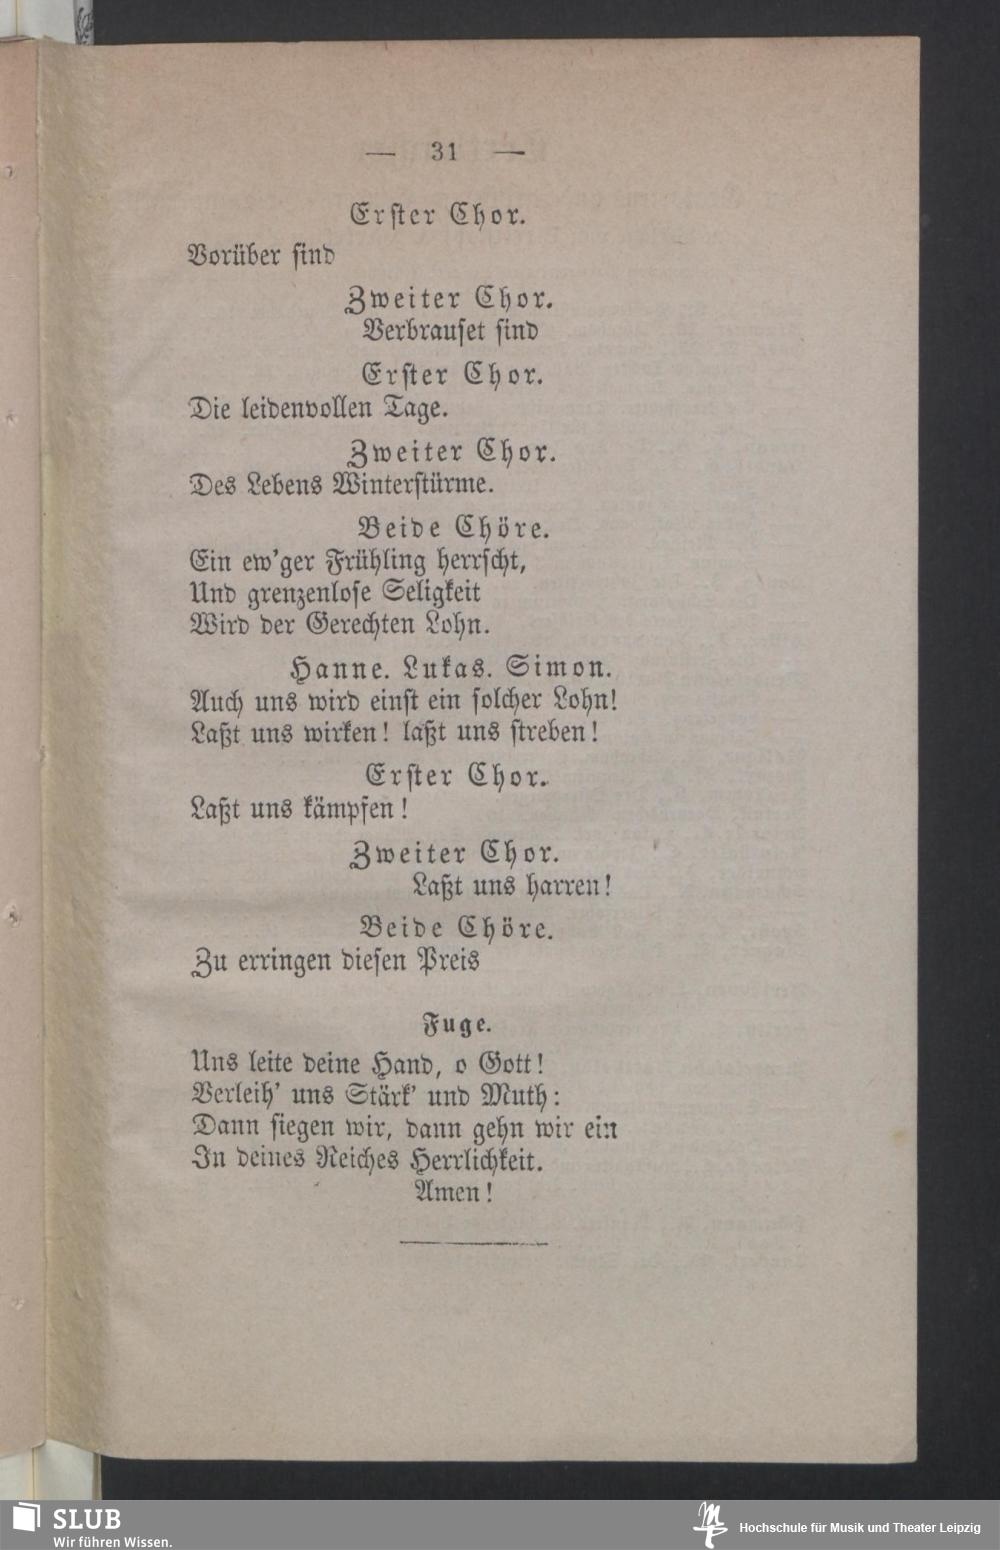 — 31 —
Erster Chor.
Vorüber sind
Zweiter Chor.
Verbrauset sind
Erster Chor.
Die leidenvollen Tage.
Zweiter Chor.
Des Lebens Winterstürme.
Beide Chöre.
Ein ew'ger Frühling herrscht,
Und grenzenlose Seligkeit
Wird der Gerechten Lohn.
Hanne. Lukas. Simon.
Auch uns wird einst ein solcher Lohn!
Laßt uns wirken! laßt uns streben!
Erster Chor.
Laßt uns kämpfen!
Zweiter Chor.
Laßt uns harren!
Beide Chöre.
Zu erringen diesen Preis
Fuge.
Uns leite deine Hand, o Gott!
Verleih' uns Stärk' und Muth:
Dann siegen wir, dann gehn wir ein
In deines Reiches Herrlichkeit.
Amen!
SLUB
Wir führen Wissen.
Hochschule für Musik und Theater Leipzig